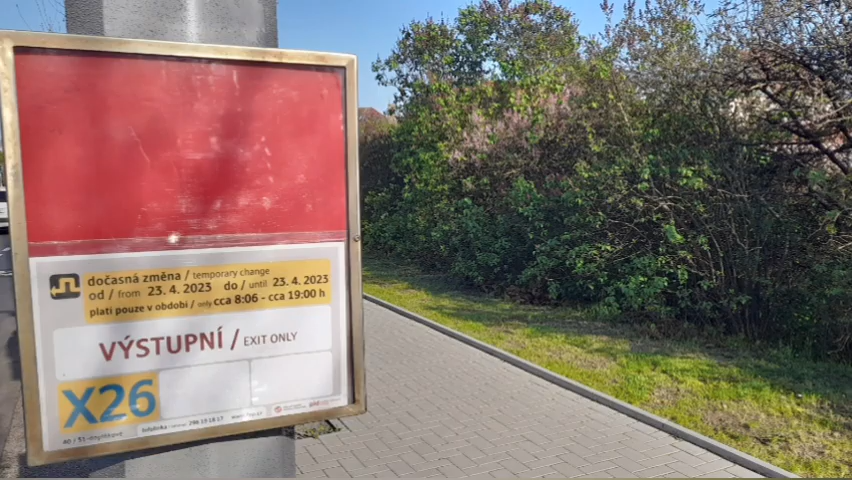 dočasná změna / temporary change
od / from 23. 4. 2023 do / until 23. 4. 2023
platí pouze v období / only cca 8:06 - cca 19:00 h
VÝSTUPNÍ / EXIT ONLY
X26
infolinka